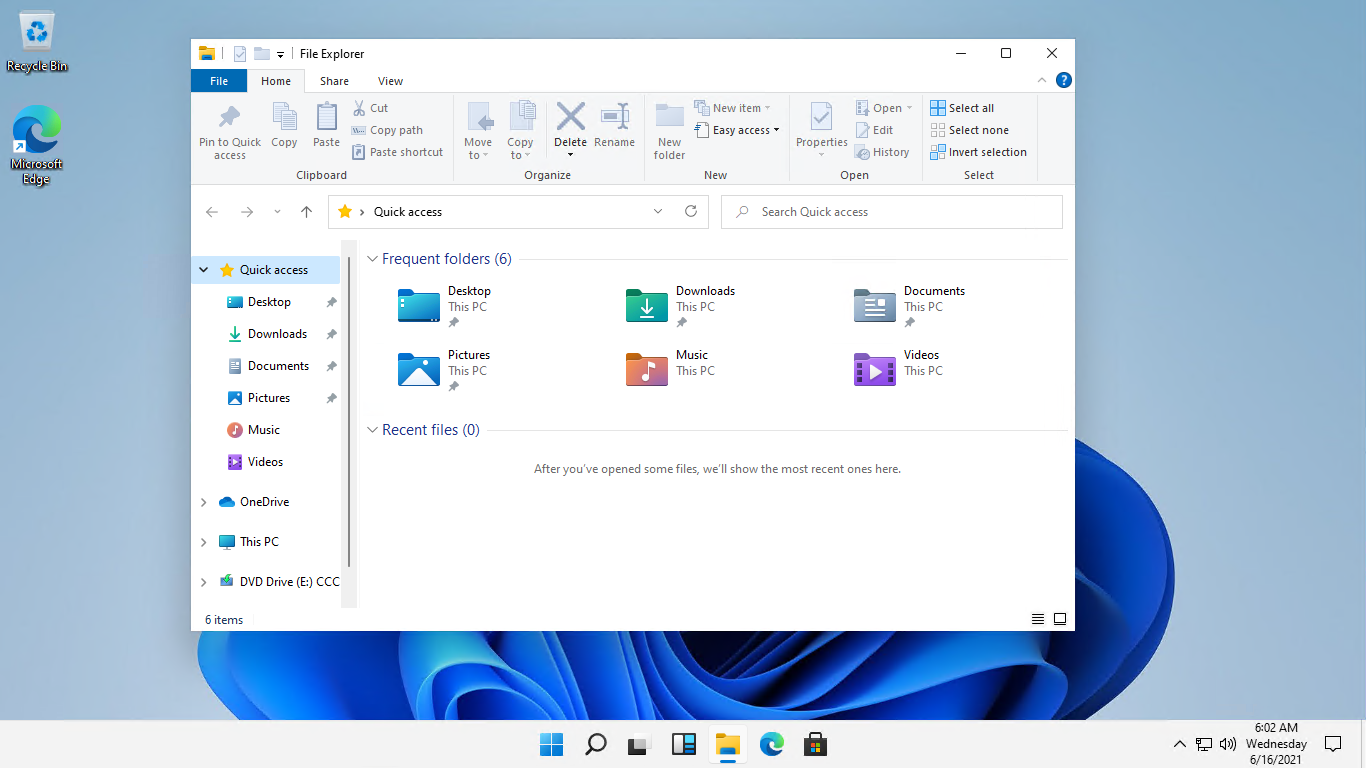 Recycle Bin
Microsoft
Edge
File Explorer
File
Home
Share
View
Pin to Quick
access
Copy
Paste
Cut
Copy path
Paste shortcut
Clipboard
Move
to
Copy
to
Delete
Rename
Organize
New
folder
New item
Easy access
New
Properties
Open
Edit
History
Open
Select all
Select none
Invert selection
Select
Quick access
Search Quick access
Quick access
Desktop
Downloads
Documents
Pictures
Music
Videos
OneDrive
This PC
DVD Drive (E:) CCC
Frequent folders (6)
Desktop
This PC
Downloads
This PC
Documents
This PC
Pictures
This PC
Music
This PC
Videos
This PC
Recent files (0)
After you've opened some files, we'll show the most recent ones here.
6 items
6:02 AM
Wednesday
6/16/2021